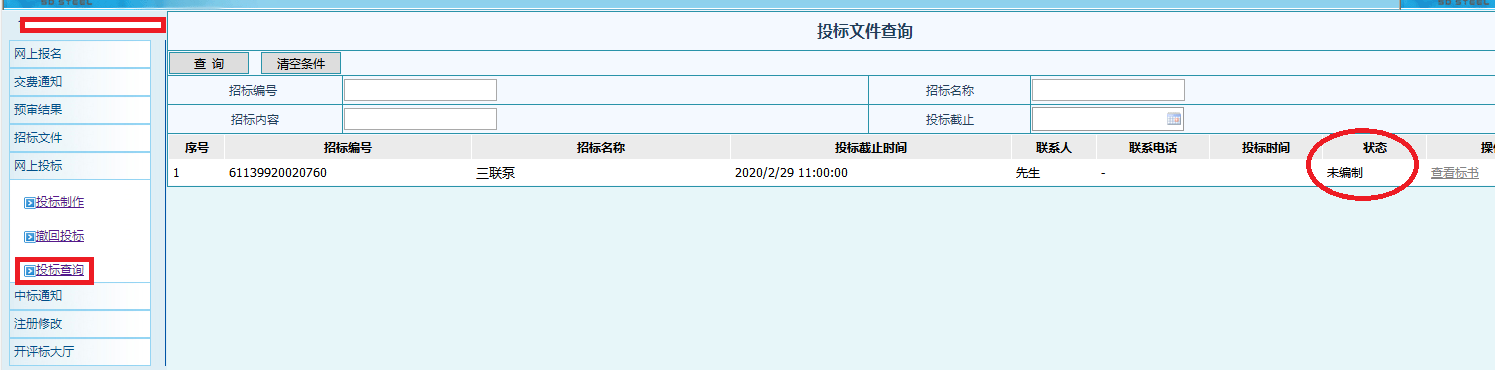 SD STEEL
SD STEEL
投标文件查询
网上报名
交费通知
预审结果
招标文件
网上投标
投标制作
撤回投标
投标查询
中标通知
注册修改
开评标大厅
查 询 清空条件
招标编号 招标名称
招标内容 投标截止
序号 招标编号 招标名称 投标截止时间 联系人 联系电话 投标时间 状态
1 61139920020760 三联泵 2020/2/29 11:00:00 先生 - 未编制 查看标书